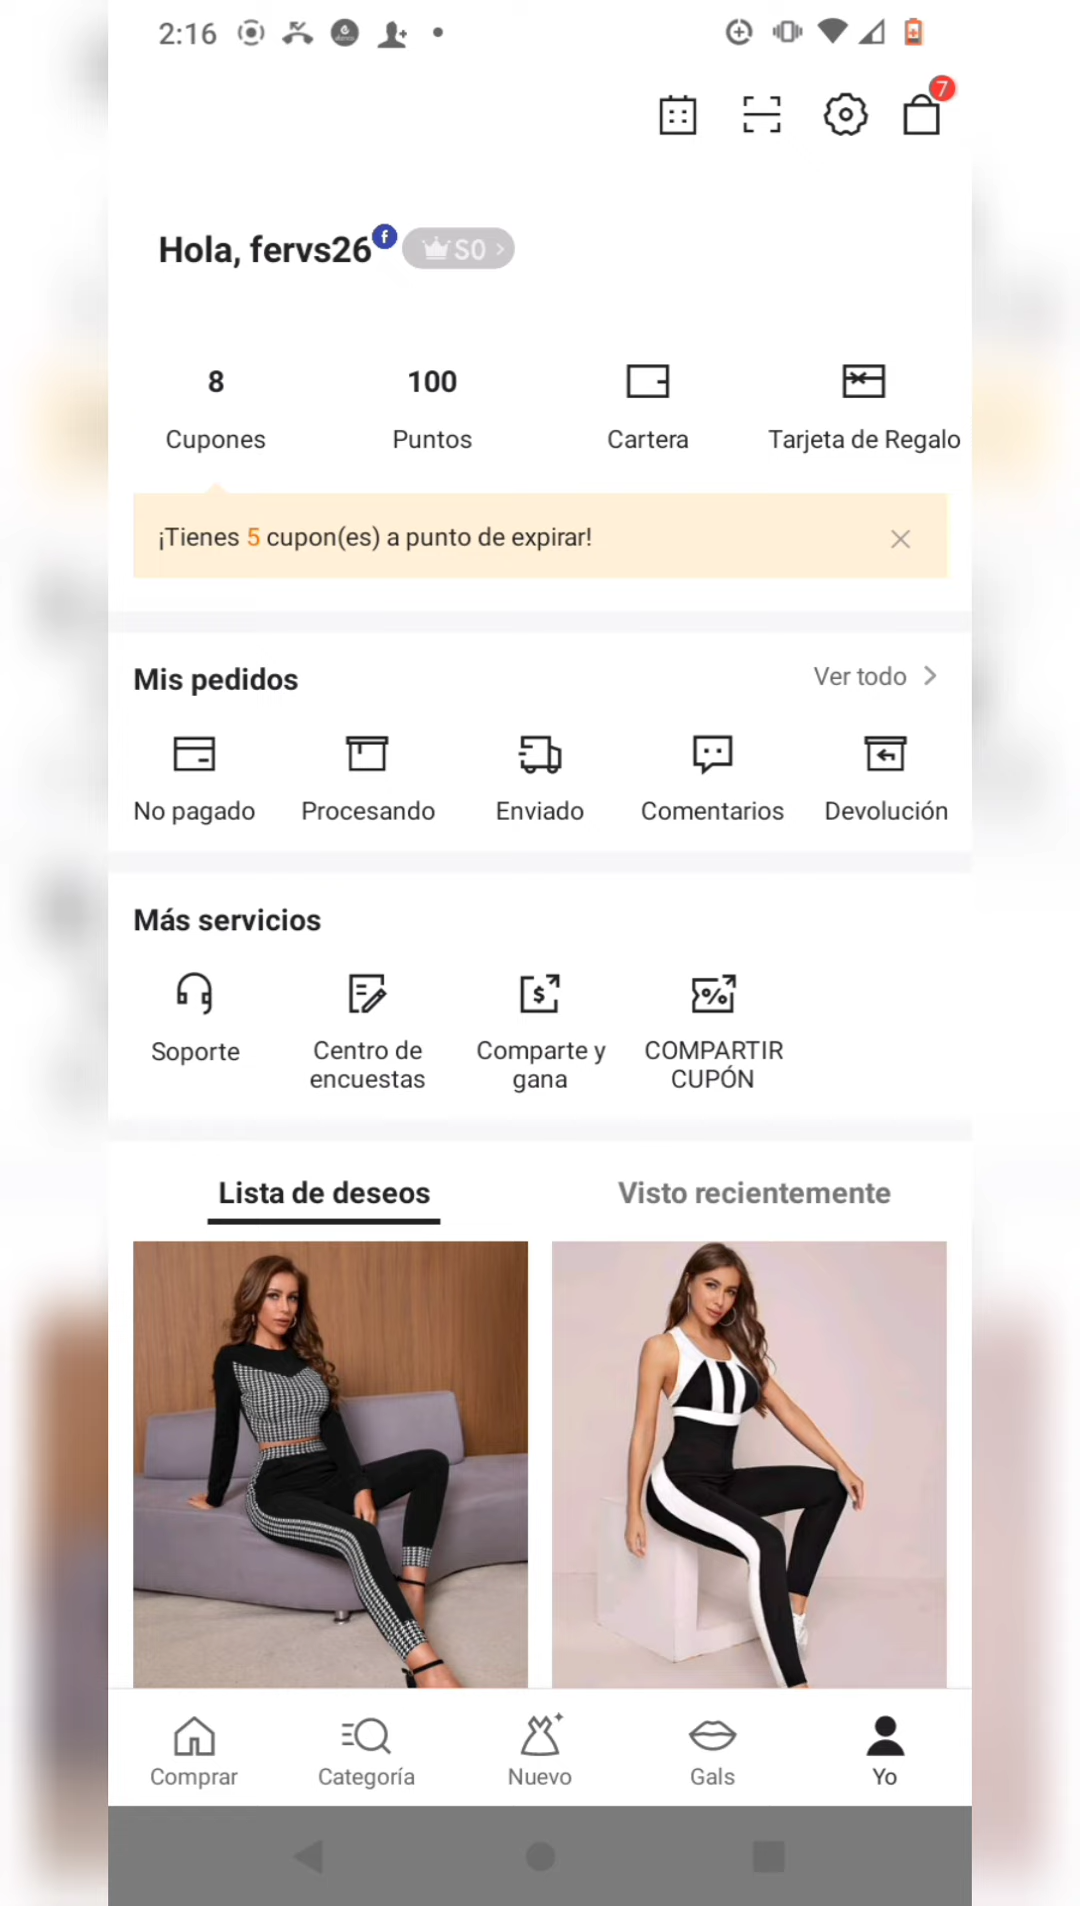 2:16
7
Hola, fervs26
S0
8
100
Cupones
Puntos
Cartera
Tarjeta de Regalo
¡Tienes 5 cupon(es) a punto de expirar!
Mis pedidos
Ver todo
No pagado
Procesando
Enviado
Comentarios
Devolución
Más servicios
Soporte
Centro de
encuestas
Comparte y
gana
COMPARTIR
CUPÓN
Lista de deseos
Visto recientemente
Comprar
Categoría
Nuevo
Gals
Yo